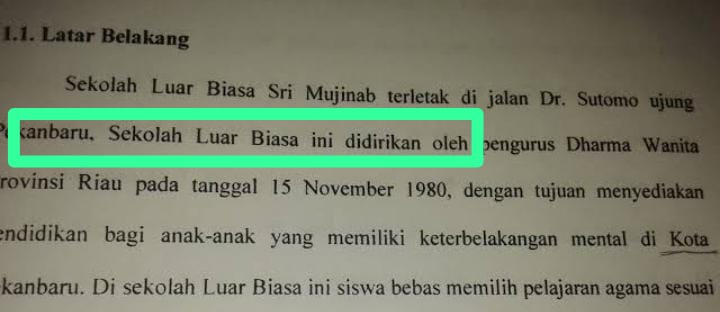 1.1. Latar Belakang
Sekolah Luar Biasa Sri Mujinab terletak di jalan Dr. Sutomo ujung
Pekanbaru. Sekolah Luar Biasa ini didirikan oleh pengurus Dharma Wanita
rovinsi Riau pada tanggal 15 November 1980, dengan tujuan menyediakan
endidikan bagi anak-anak yang memiliki keterbelakangan mental di Kota
kanbaru. Di sekolah Luar Biasa ini siswa bebas memilih pelajaran agama sesuai